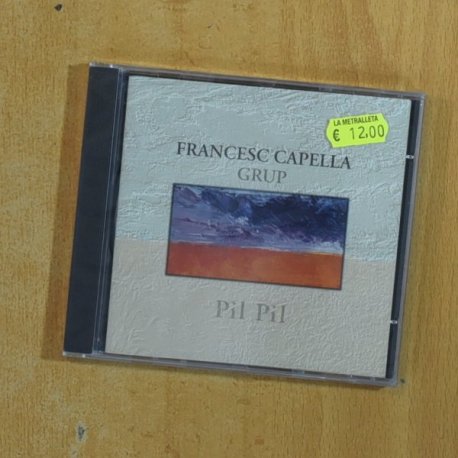 LA METRALLETA
€ 12,00
FRANCESC CAPELLA
GRUP
Pil Pil